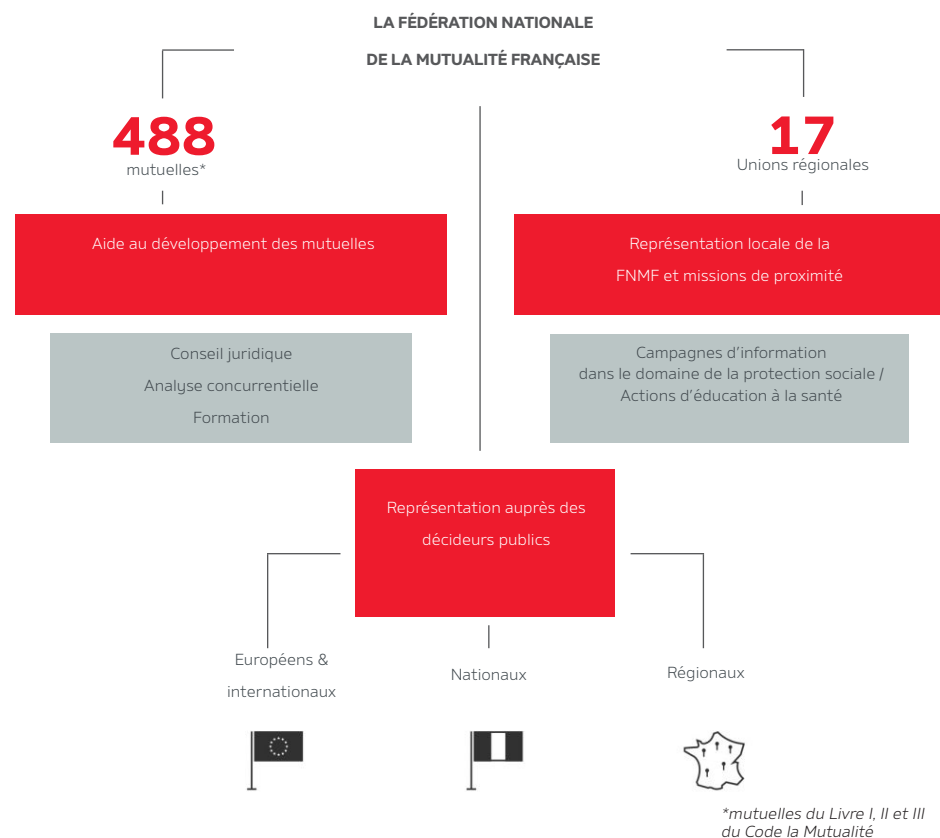 LA FÉDÉRATION NATIONALE
DE LA MUTUALITÉ FRANÇAISE
488
mutuelles*
17
Unions régionales
Aide au développement des mutuelles
Représentation locale de la
FNMF et missions de proximité
Conseil juridique
Analyse concurrentielle
Formation
Campagnes d'information
dans le domaine de la protection sociale /
Actions d'éducation à la santé
Représentation auprès des
décideurs publics
Européens &
internationaux
Nationaux
Régionaux
*mutuelles du Livre I, II et III
du Code la Mutualité